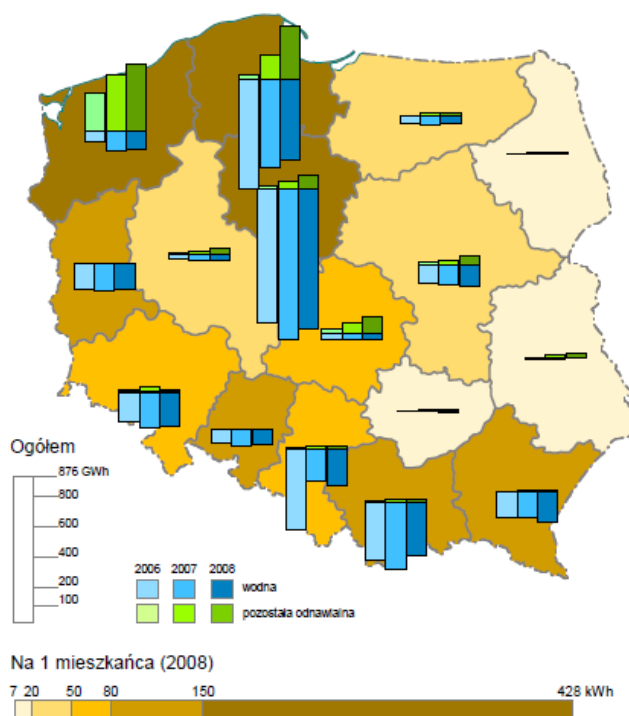 Ogółem
876 GWh
800
600
400
200
100
2006 2007 2008
wodna
pozostała odnawialna
Na 1 mieszkańca (2008)
7 20 50 80 150 428 kWh